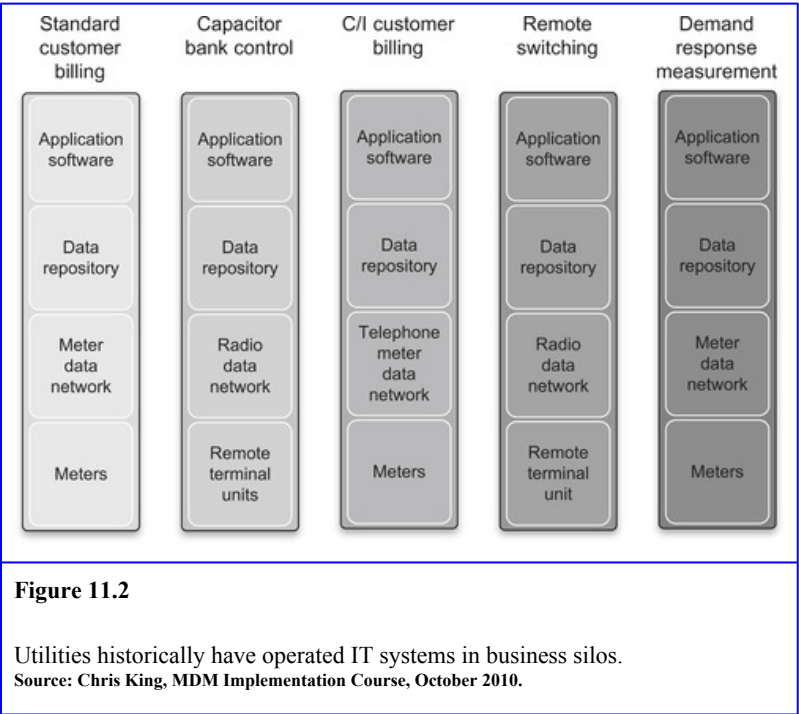 Standard
customer
billing
Capacitor
bank control
C/I customer
billing
Remote
switching
Demand
response
measurement
Application
software
Data
repository
Meter
data
network
Meters
Application
software
Data
repository
Radio
data
network
Remote
terminal
units
Application
software
Data
repository
Telephone
meter
data
network
Meters
Application
software
Data
repository
Radio
data
network
Remote
terminal
unit
Application
software
Data
repository
Meter
data
network
Meters
Figure 11.2
Utilities historically have operated IT systems in business silos.
Source: Chris King, MDM Implementation Course, October 2010.